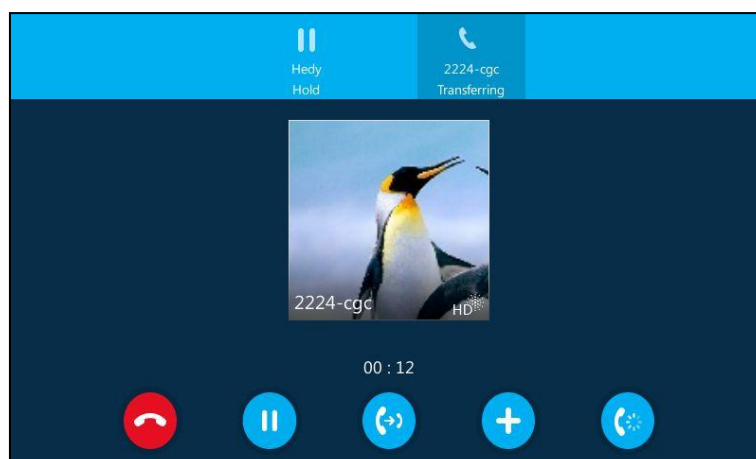 Hedy
Hold
2224-cgc
Transferring
2224-cgc
HD
00 : 12